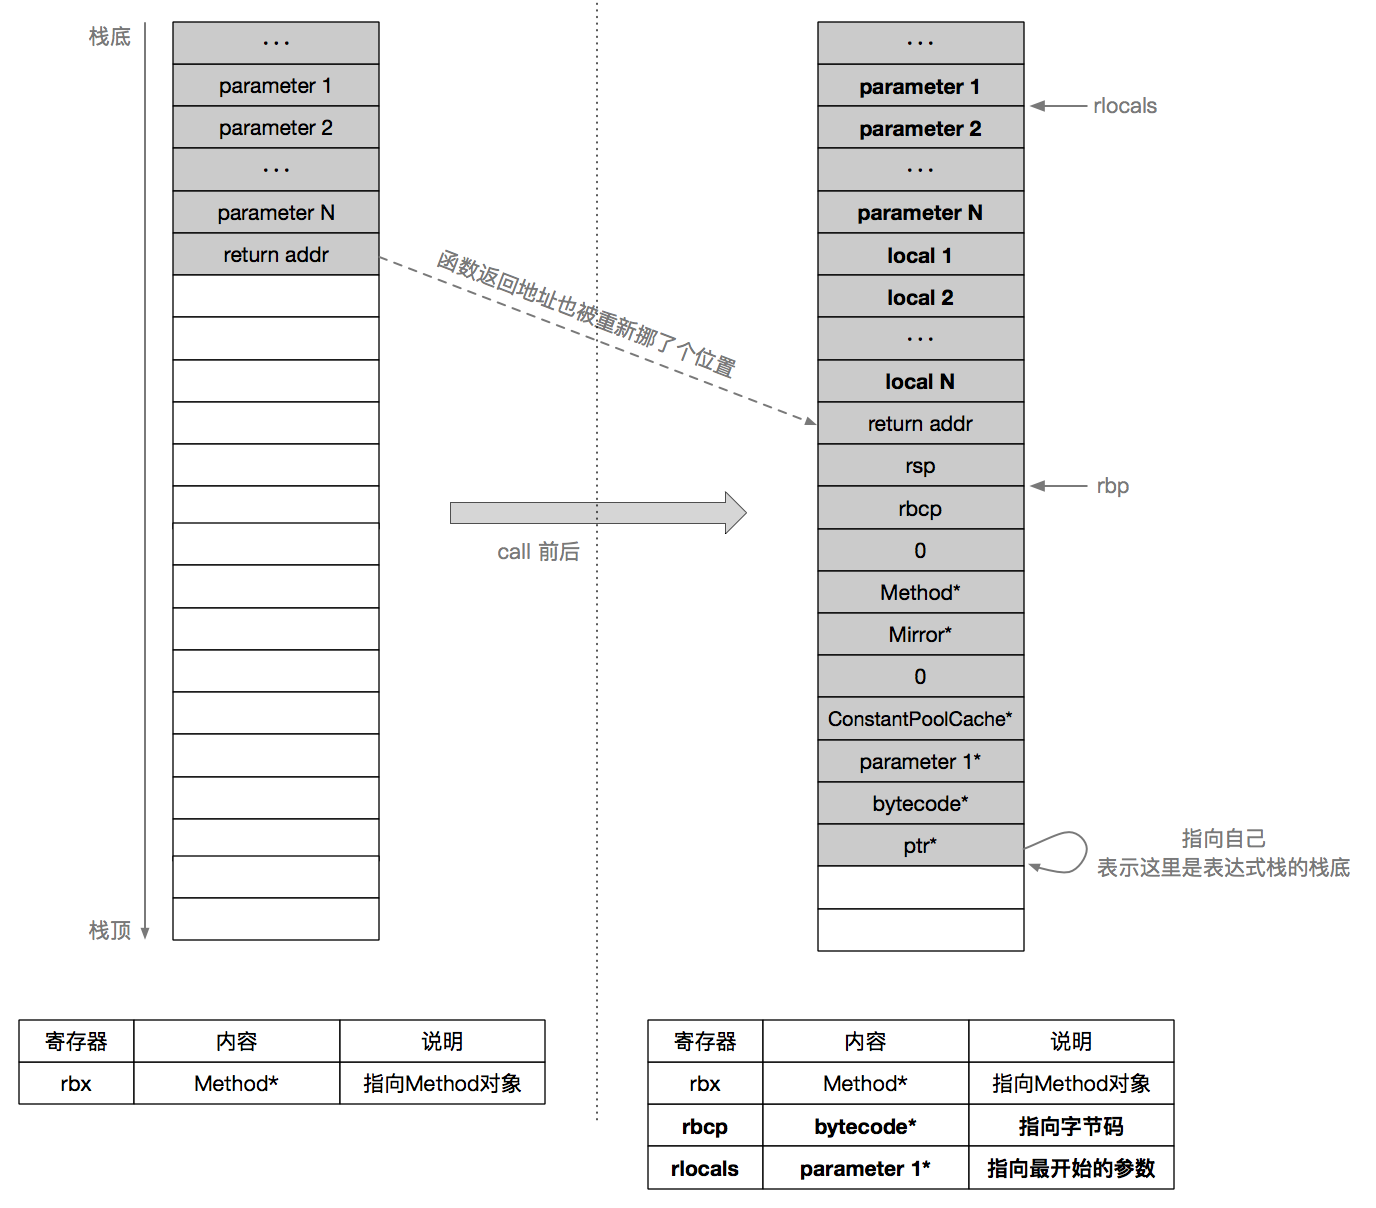 栈底
...
parameter 1
parameter 2
...
parameter N
return addr
栈顶
函数返回地址也被重新挪了个位置
call 前后
...
parameter 1
rlocals
parameter 2
...
parameter N
local 1
local 2
...
local N
return addr
rsp
rbp
rbcp
0
Method*
Mirror*
0
ConstantPoolCache*
parameter 1*
bytecode*
ptr*
指向自己
表示这里是表达式栈的栈底
寄存器 内容 说明
rbx Method* 指向Method对象
寄存器 内容 说明
rbx Method* 指向Method对象
rbcp bytecode* 指向字节码
rlocals parameter 1* 指向最开始的参数